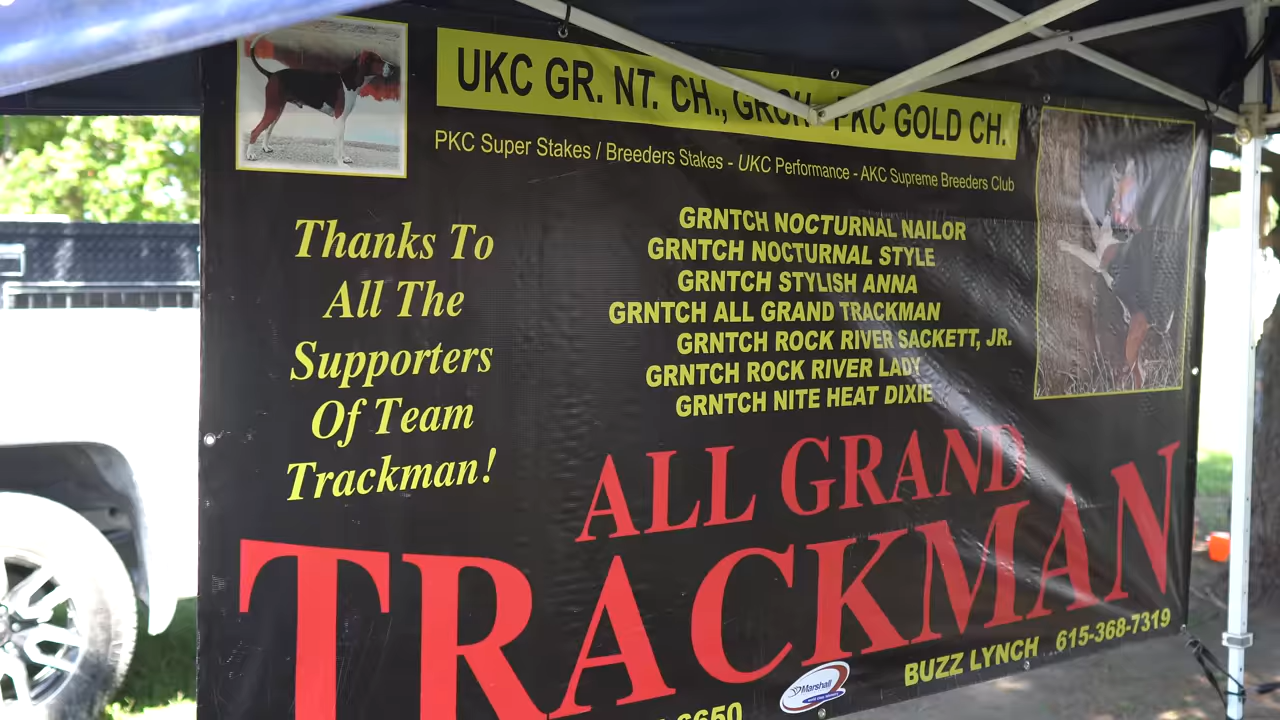 UKC GR. NT. CH., GRCH PKC GOLD CH.
PKC Super Stakes / Breeders Stakes - UKC Performance - AKC Supreme Breeders Club
Thanks To
All The
Supporters
Of Team
Trackman!
GRNTCH NOCTURNAL NAILOR
GRNTCH NOCTURNAL STYLE
GRNTCH STYLISH ANNA
GRNTCH ALL GRAND TRACKMAN
GRNTCH ROCK RIVER SACKETT, JR.
GRNTCH ROCK RIVER LADY
GRNTCH NITE HEAT DIXIE
ALL GRAND
TRACKMAN
BUZZ LYNCH 615-368-7319
Marshall
6650